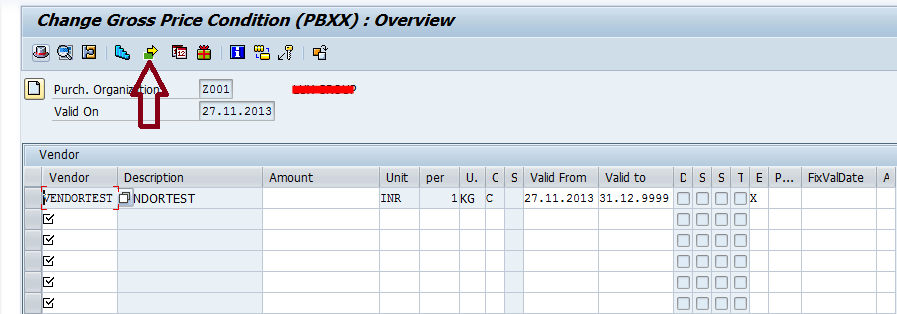 Change Gross Price Condition (PBXX) : Overview
Purch. Organization Z001
Valid On 27.11.2013
Vendor
Vendor Description Amount Unit per U. C S Valid From Valid to D S S T E P... FixValDate A
VENDORTEST NDORTEST INR 1 KG C 27.11.2013 31.12.9999 X